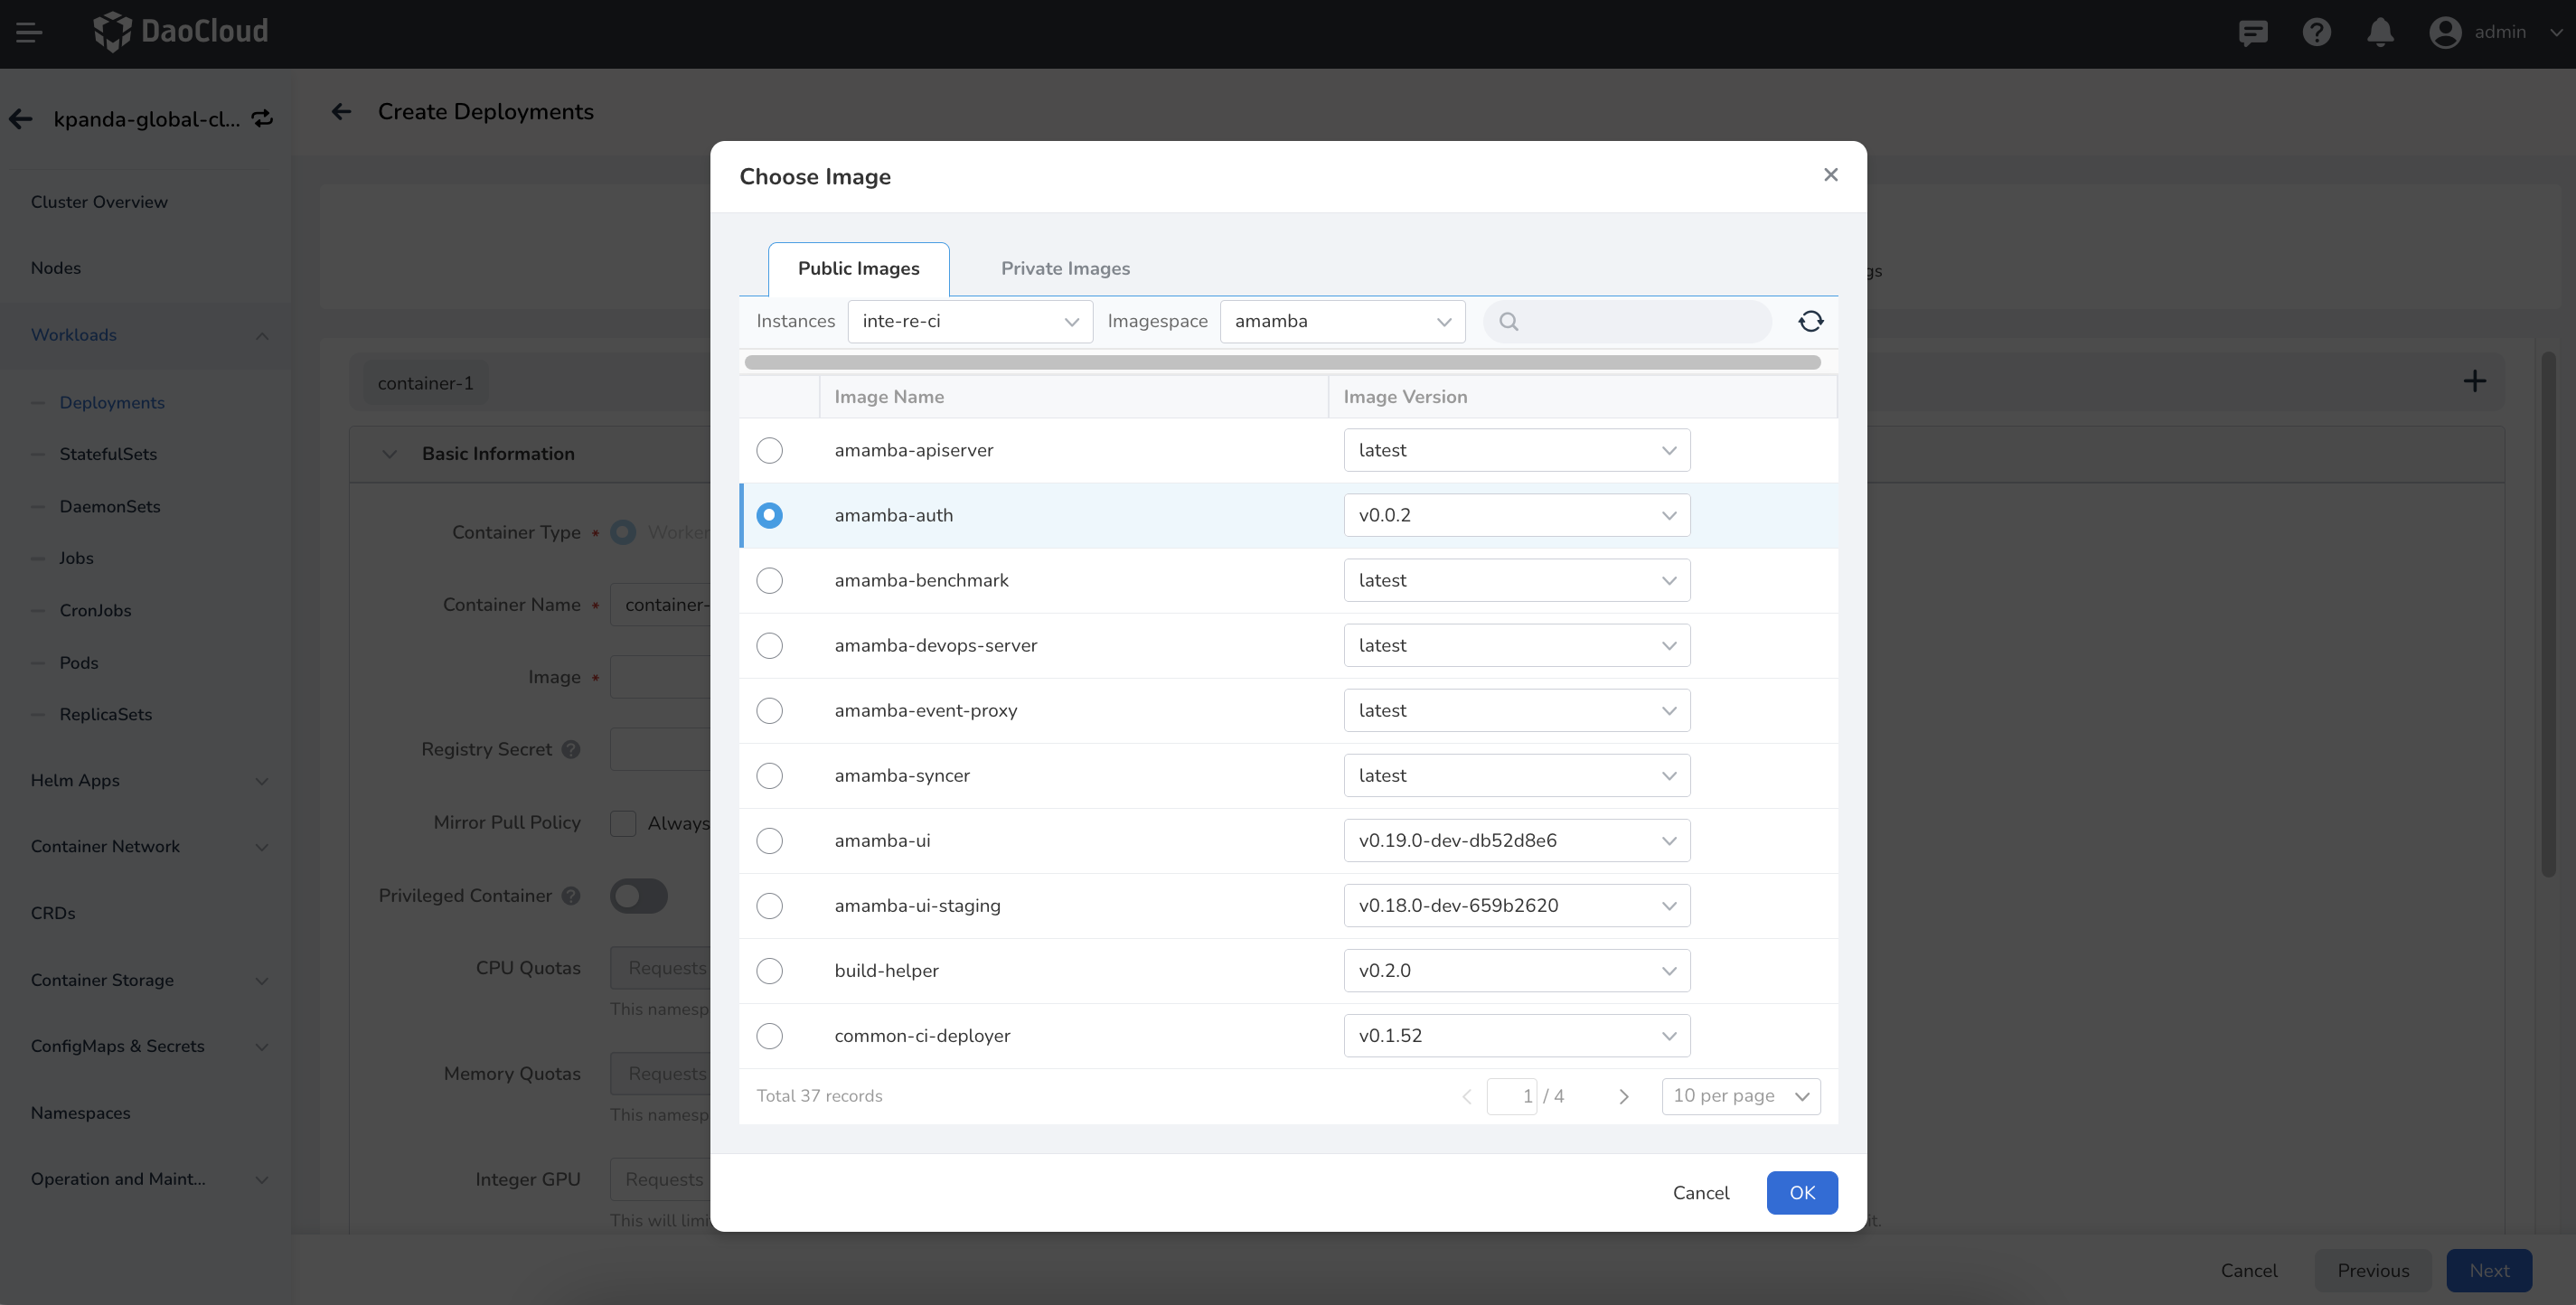 DaoCloud
admin
kpanda-global-cl...
Create Deployments
Cluster Overview
Nodes
Workloads
Deployments
StatefulSets
DaemonSets
Jobs
CronJobs
Pods
ReplicaSets
Helm Apps
Container Network
CRDs
Container Storage
ConfigMaps & Secrets
Namespaces
Operation and Maint...
container-1
Basic Information
Container Type *
Worker
Container Name *
container-
Image *
Registry Secret
Mirror Pull Policy
Always
Privileged Container
CPU Quotas
Requests
This namesp
Memory Quotas
Requests
This namesp
Integer GPU
Requests
This will limi
it.
gs
Choose Image
Public Images
Private Images
Instances
inte-re-ci
Imagespace
amamba
Image Name
Image Version
amamba-apiserver
latest
amamba-auth
v0.0.2
amamba-benchmark
latest
amamba-devops-server
latest
amamba-event-proxy
latest
amamba-syncer
latest
amamba-ui
v0.19.0-dev-db52d8e6
amamba-ui-staging
v0.18.0-dev-659b2620
build-helper
v0.2.0
common-ci-deployer
v0.1.52
Total 37 records
1 / 4
10 per page
Cancel
OK
Cancel
Previous
Next